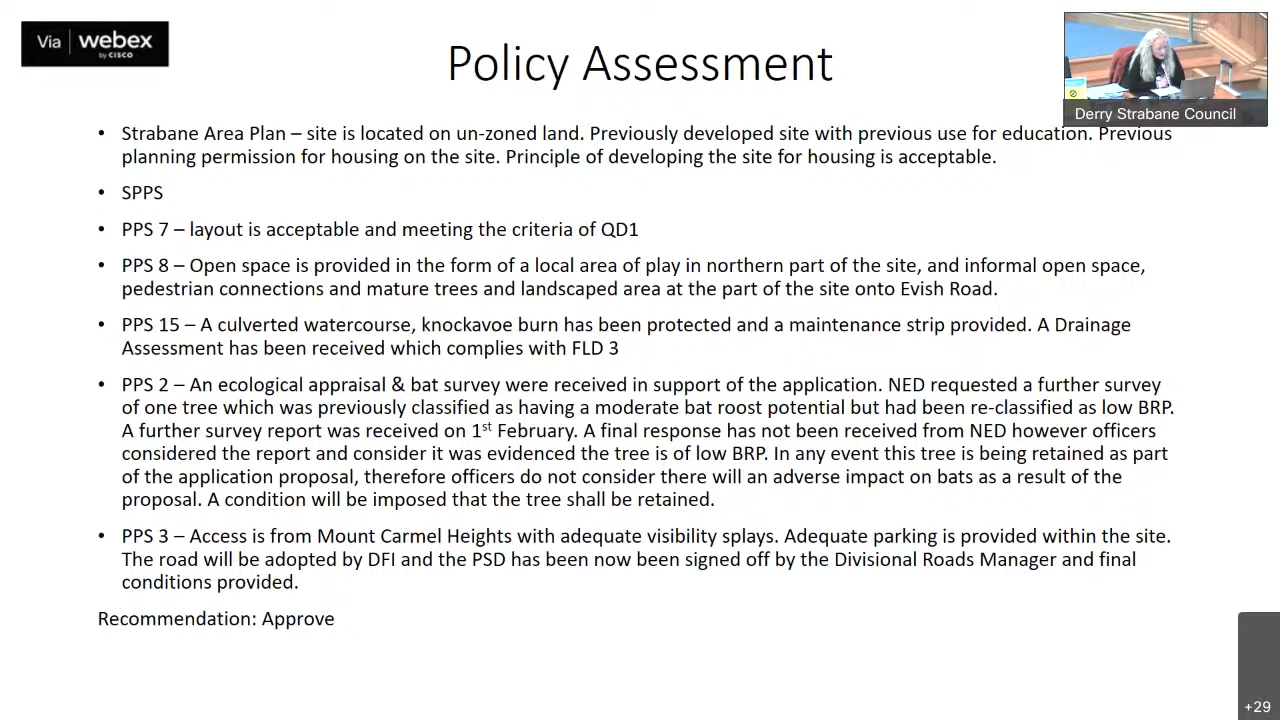 Via webex
by CISCO
Policy Assessment
Derry Strabane Council
• Strabane Area Plan – site is located on un-zoned land. Previously developed site with previous use for education. Previous
planning permission for housing on the site. Principle of developing the site for housing is acceptable.
• SPPS
• PPS 7 – layout is acceptable and meeting the criteria of QD1
• PPS 8 – Open space is provided in the form of a local area of play in northern part of the site, and informal open space,
pedestrian connections and mature trees and landscaped area at the part of the site onto Evish Road.
• PPS 15 – A culverted watercourse, knockavoe burn has been protected and a maintenance strip provided. A Drainage
Assessment has been received which complies with FLD 3
• PPS 2 – An ecological appraisal & bat survey were received in support of the application. NED requested a further survey
of one tree which was previously classified as having a moderate bat roost potential but had been re-classified as low BRP.
A further survey report was received on 1st February. A final response has not been received from NED however officers
considered the report and consider it was evidenced the tree is of low BRP. In any event this tree is being retained as part
of the application proposal, therefore officers do not consider there will an adverse impact on bats as a result of the
proposal. A condition will be imposed that the tree shall be retained.
• PPS 3 – Access is from Mount Carmel Heights with adequate visibility splays. Adequate parking is provided within the site.
The road will be adopted by DFI and the PSD has been now been signed off by the Divisional Roads Manager and final
conditions provided.
Recommendation: Approve
+29